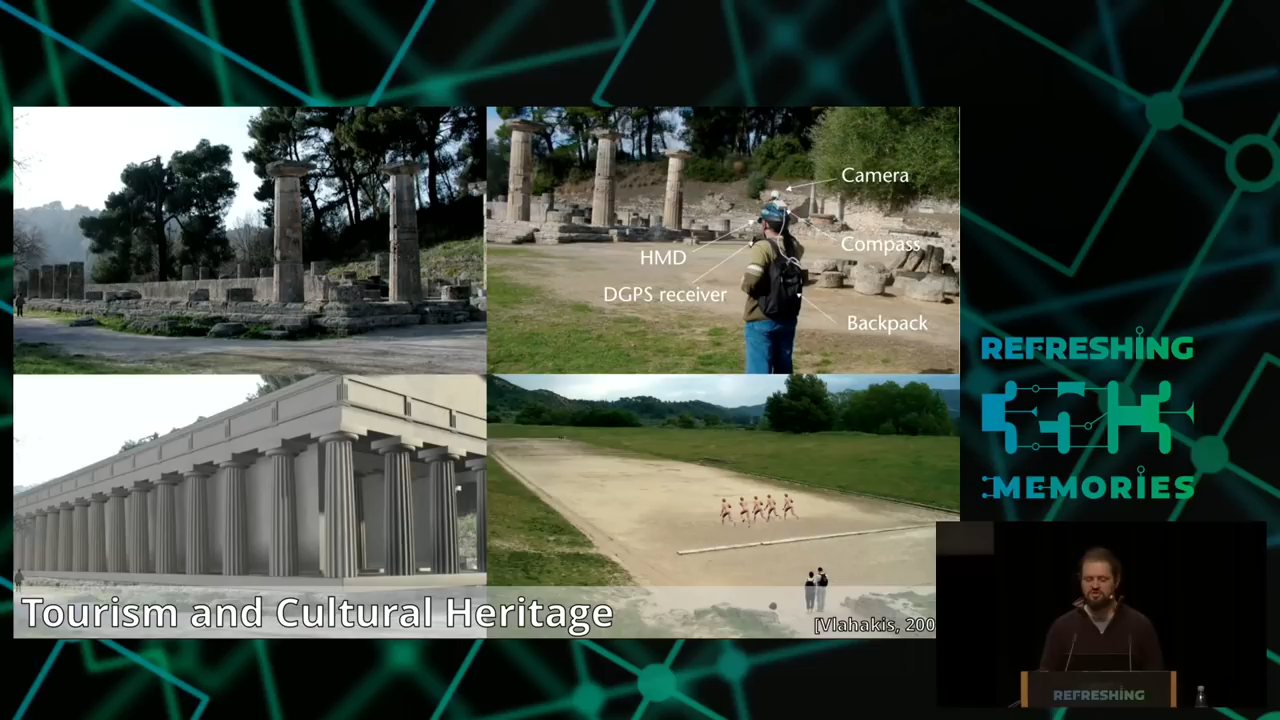 Camera
Compass
HMD
DGPS receiver
Backpack
Tourism and Cultural Heritage
[Vlahakis, 200
REFRESHING
MEMORIES
REFRESHING